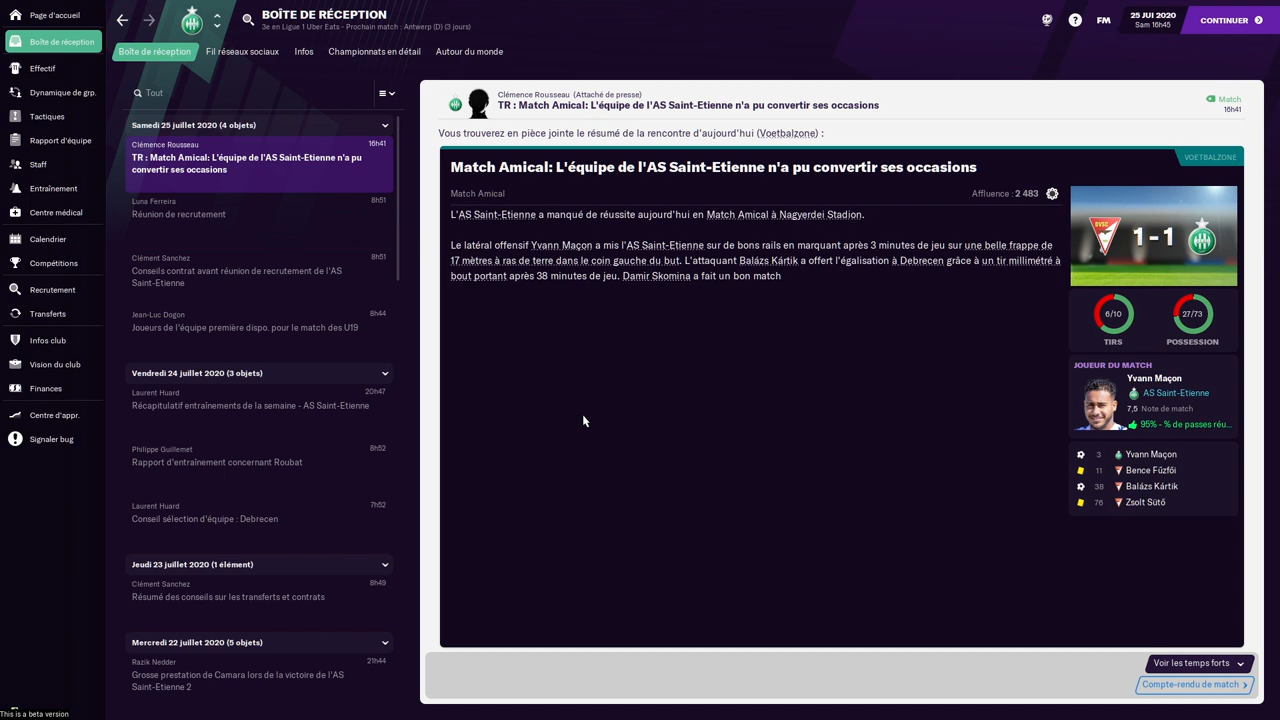 Page d'accueil
Boîte de réception
Effectif
Dynamique de grp.
Tactiques
Rapport d'équipe
Staff
Entraînement
Centre médical
Calendrier
Compétitions
Recrutement
Transferts
Infos club
Vision du club
Finances
Centre d'appr.
Signaler bug
This is a beta version
BOÎTE DE RÉCEPTION
3e en Ligue 1 Uber Eats - Prochain match : Antwerp (D) (3 jours)
FM
25 JUI 2020
Sam 16h45
CONTINUER
Boîte de réception
Fil réseaux sociaux
Infos
Championnats en détail
Autour du monde
Tout
Samedi 25 juillet 2020 (4 objets)
Clémence Rousseau 16h41
TR : Match Amical: L'équipe de l'AS Saint-Etienne n'a pu
convertir ses occasions
Luna Ferreira 8h51
Réunion de recrutement
Clément Sanchez 8h51
Conseils contrat avant réunion de recrutement de l'AS
Saint-Etienne
Jean-Luc Dogon 8h44
Joueurs de l'équipe première dispo. pour le match des U19
Vendredi 24 juillet 2020 (3 objets)
Laurent Huard 20h47
Récapitulatif entraînements de la semaine - AS Saint-Etienne
Philippe Guillemet 8h52
Rapport d'entraînement concernant Roubat
Laurent Huard 7h52
Conseil sélection d'équipe : Debrecen
Jeudi 23 juillet 2020 (1 élément)
Clément Sanchez 8h49
Résumé des conseils sur les transferts et contrats
Mercredi 22 juillet 2020 (5 objets)
Razik Nedder 21h44
Grosse prestation de Camara lors de la victoire de l'AS
Saint-Etienne 2
Clémence Rousseau (Attaché de presse)
TR : Match Amical: L'équipe de l'AS Saint-Etienne n'a pu convertir ses occasions
Match
16h41
Vous trouverez en pièce jointe le résumé de la rencontre d'aujourd'hui (Voetbalzone) :
VOETBALZONE
Match Amical: L'équipe de l'AS Saint-Etienne n'a pu convertir ses occasions
Match Amical
Affluence : 2 483
L'AS Saint-Etienne a manqué de réussite aujourd'hui en Match Amical à Nagyerdei Stadion.
Le latéral offensif Yvann Maçon a mis l'AS Saint-Etienne sur de bons rails en marquant après 3 minutes de jeu sur une belle frappe de
17 mètres à ras de terre dans le coin gauche du but. L'attaquant Balázs Kártik a offert l'égalisation à Debrecen grâce à un tir millimétré à
bout portant après 38 minutes de jeu. Damir Skomina a fait un bon match
DVSC
1 - 1
6/10
27/73
TIRS
POSSESSION
JOUEUR DU MATCH
Yvann Maçon
AS Saint-Etienne
7,5 Note de match
95% - % de passes réu...
3 Yvann Maçon
11 Bence Fűzfői
38 Balázs Kártik
76 Zsolt Sütő
Voir les temps forts
Compte-rendu de match